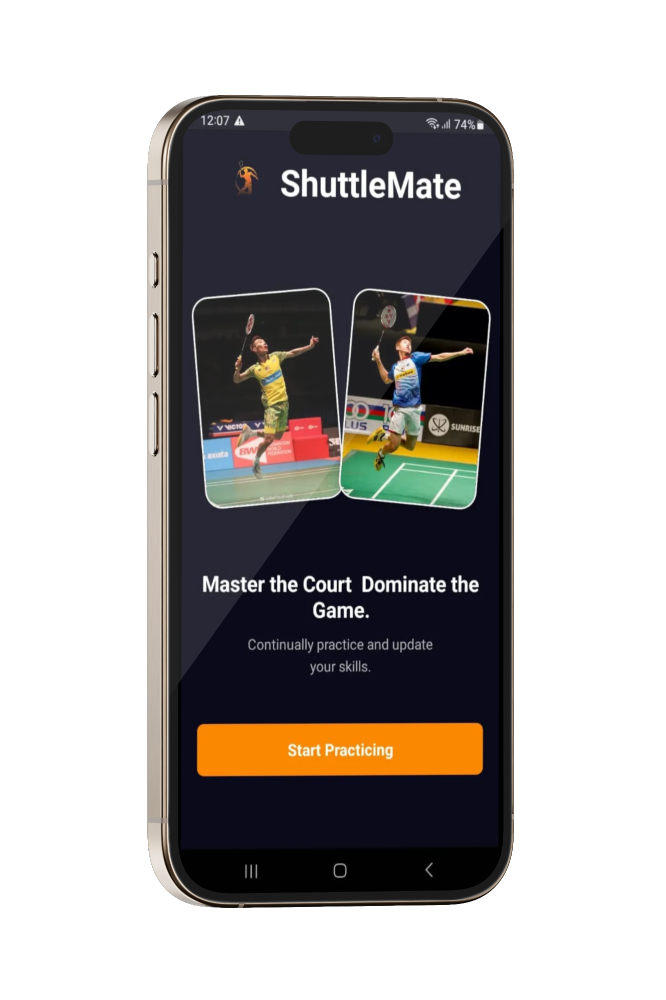 12:07
74%
ShuttleMate
VICTOR
asiata
BWF
SUNRISE
LUS
Master the Court  Dominate the
Game.
Continually practice and update
your skills.
Start Practicing